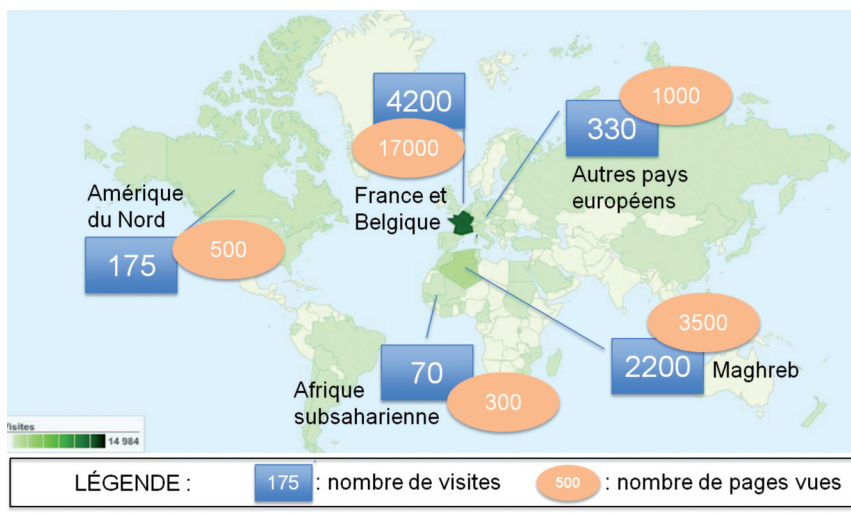 4200
17000
France et
Belgique
1000
330
Autres pays
européens
Amérique
du Nord
500
175
3500
2200
Maghreb
70
Afrique
subsaharienne
300
Visites
14 984
LÉGENDE :
175 : nombre de visites
500 : nombre de pages vues